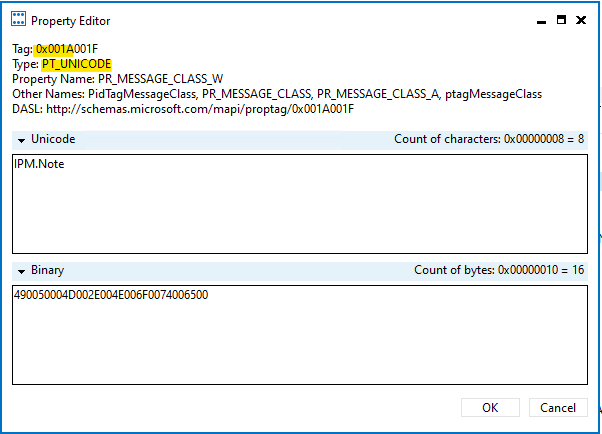 Property Editor
Tag: 0x001A001F
Type: PT_UNICODE
Property Name: PR_MESSAGE_CLASS_W
Other Names: PidTagMessageClass, PR_MESSAGE_CLASS, PR_MESSAGE_CLASS_A, ptagMessageClass
DASL: http://schemas.microsoft.com/mapi/proptag/0x001A001F
Unicode Count of characters: 0x00000008 = 8
IPM.Note
Binary Count of bytes: 0x00000010 = 16
490050004D002E004E006F0074006500
OK Cancel